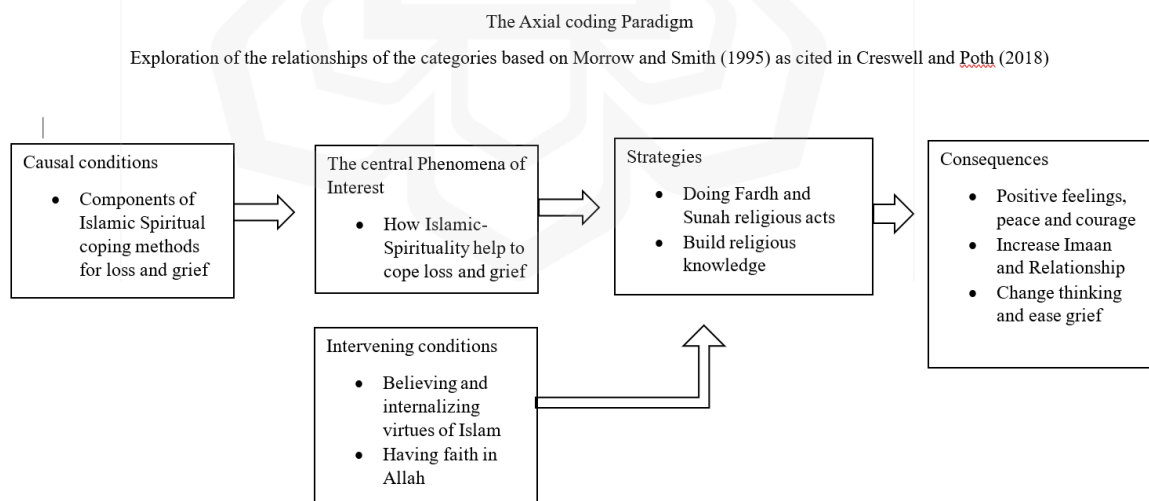 The Axial coding Paradigm
Exploration of the relationships of the categories based on Morrow and Smith (1995) as cited in Creswell and Poth (2018)
Causal conditions
• Components of
Islamic Spiritual
coping methods
for loss and grief
The central Phenomena of
Interest
• How Islamic-
Spirituality help to
cope loss and grief
Strategies
• Doing Fardh and
Sunah religious acts
• Build religious
knowledge
Consequences
• Positive feelings,
peace and courage
• Increase Imaan
and Relationship
• Change thinking
and ease grief
Intervening conditions
• Believing and
internalizing
virtues of Islam
• Having faith in
Allah